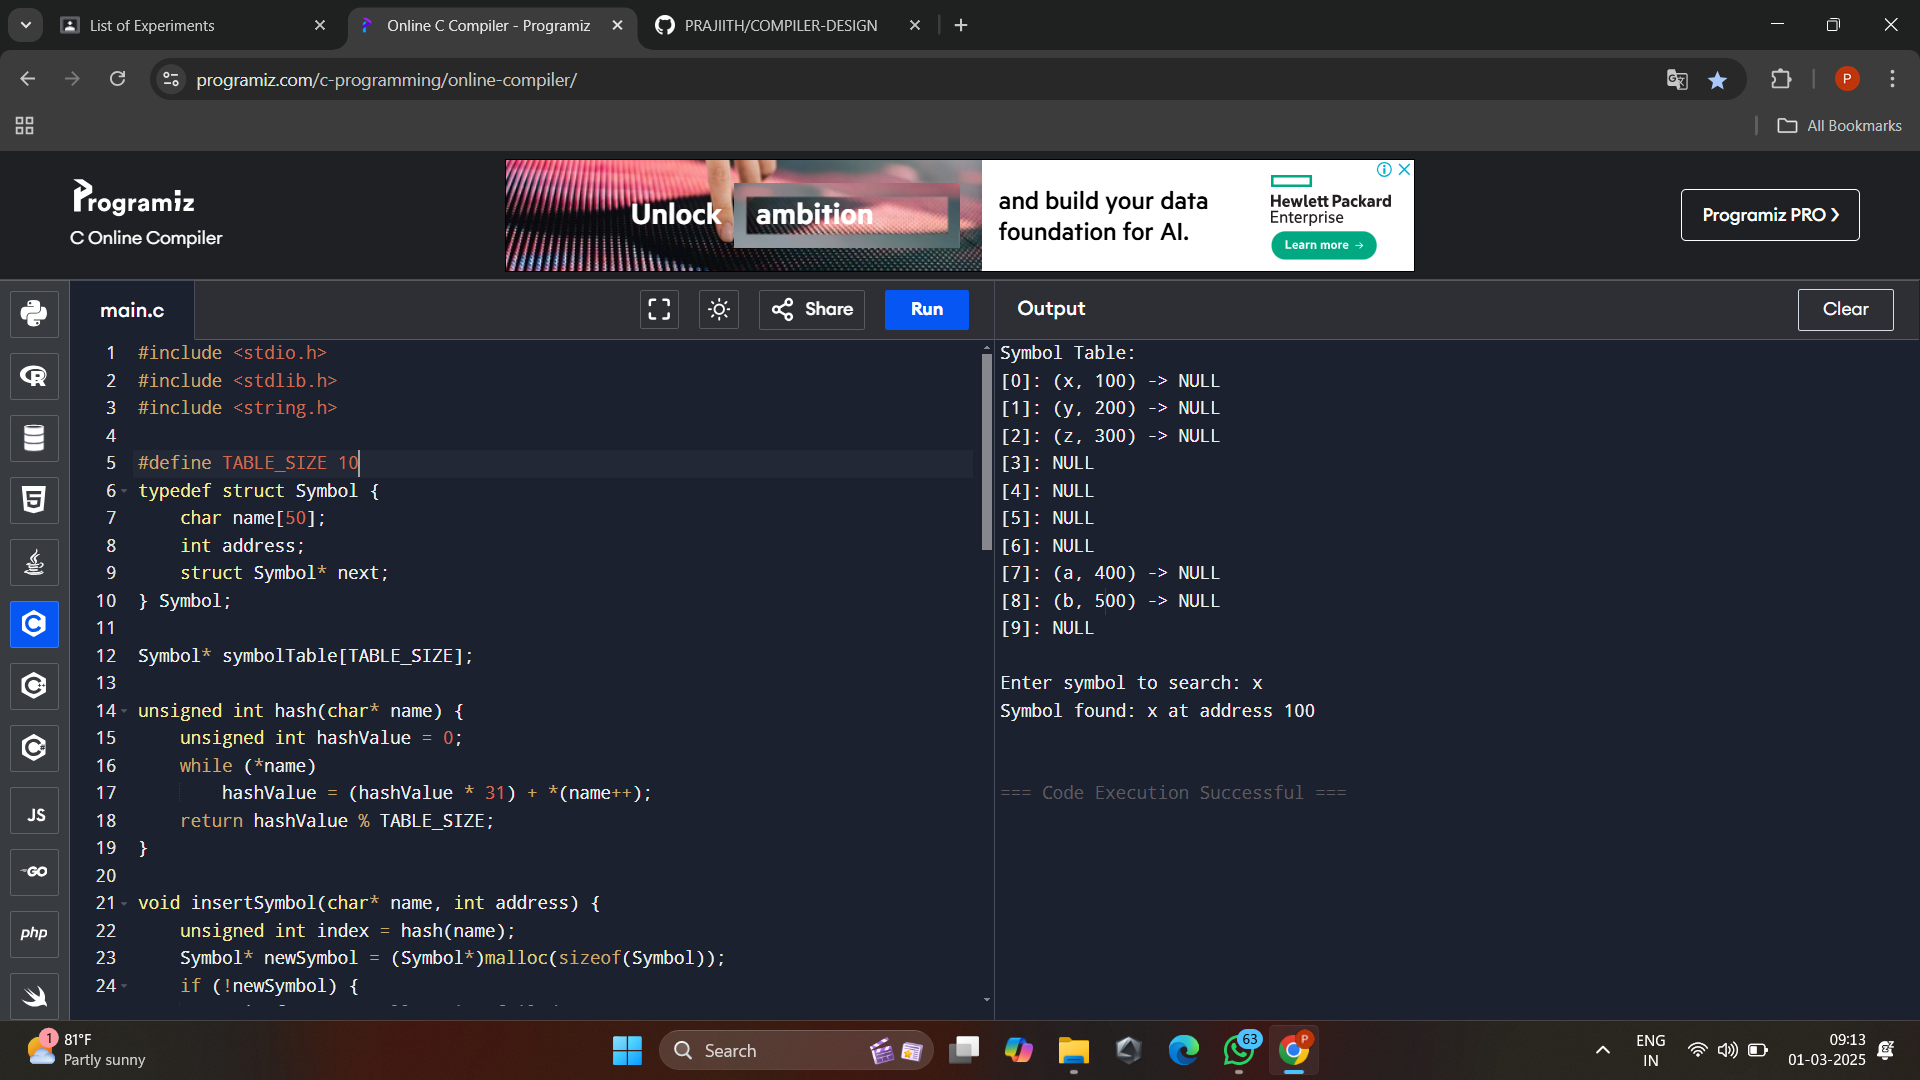 List of Experiments
Online C Compiler - Programiz
PRAJIITH/COMPILER-DESIGN
programiz.com/c-programming/online-compiler/
P
All Bookmarks
Programiz
C Online Compiler
Unlock ambition
and build your data
foundation for AI.
Hewlett Packard
Enterprise
Learn more →
Programiz PRO >
main.c
Share
Run
Output
Clear
1 #include <stdio.h>
2 #include <stdlib.h>
3 #include <string.h>
4
5 #define TABLE_SIZE 10
6 typedef struct Symbol {
7 char name[50];
8 int address;
9 struct Symbol* next;
10 } Symbol;
11
12 Symbol* symbolTable[TABLE_SIZE];
13
14 unsigned int hash(char* name) {
15 unsigned int hashValue = 0;
16 while (*name)
17 hashValue = (hashValue * 31) + *(name++);
18 return hashValue % TABLE_SIZE;
19 }
20
21 void insertSymbol(char* name, int address) {
22 unsigned int index = hash(name);
23 Symbol* newSymbol = (Symbol*)malloc(sizeof(Symbol));
24 if (!newSymbol) {
Symbol Table:
[0]: (x, 100) -> NULL
[1]: (y, 200) -> NULL
[2]: (z, 300) -> NULL
[3]: NULL
[4]: NULL
[5]: NULL
[6]: NULL
[7]: (a, 400) -> NULL
[8]: (b, 500) -> NULL
[9]: NULL
Enter symbol to search: x
Symbol found: x at address 100
=== Code Execution Successful ===
R
5
C
JS
GO
php
1
81°F
Partly sunny
Search
63
P
ENG
IN
09:13
01-03-2025